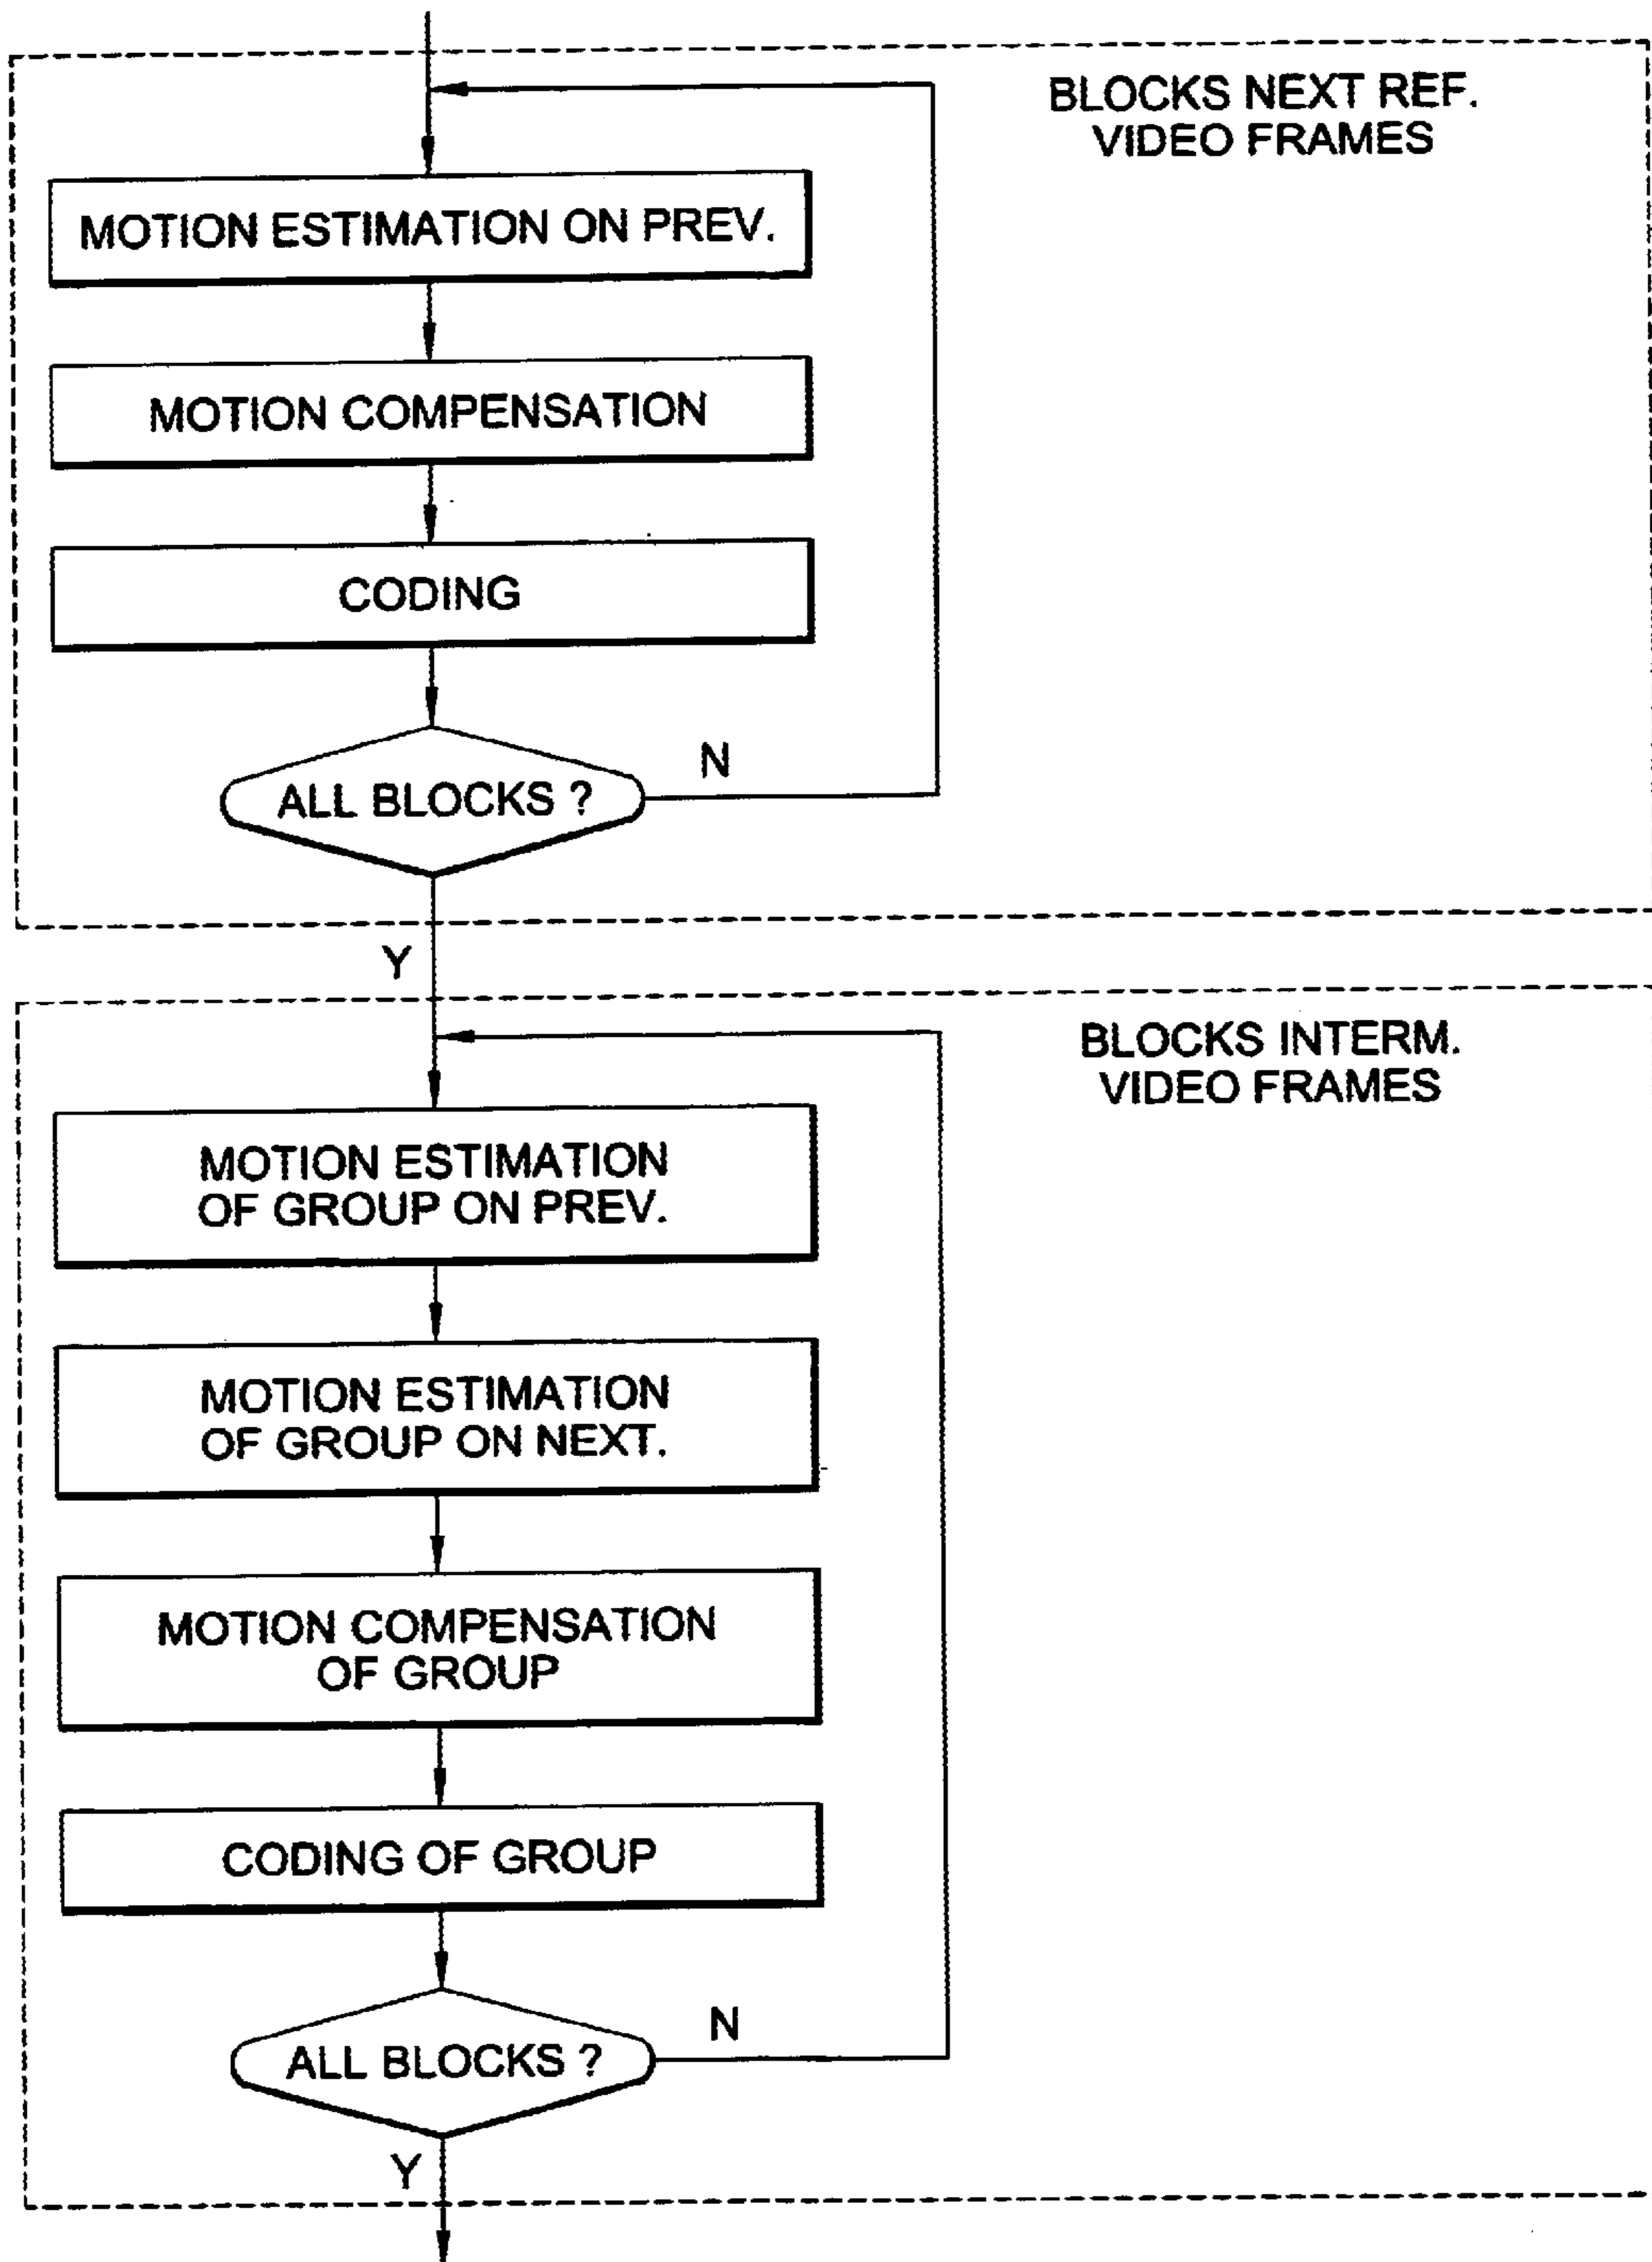 BLOCKS NEXT REF.
VIDEO FRAMES
MOTION ESTIMATION ON PREV.
MOTION COMPENSATION
CODING
ALL BLOCKS ?
N
Y
BLOCKS INTERM.
VIDEO FRAMES
MOTION ESTIMATION
OF GROUP ON PREV.
MOTION ESTIMATION
OF GROUP ON NEXT.
MOTION COMPENSATION
OF GROUP
CODING OF GROUP
ALL BLOCKS ?
N
Y